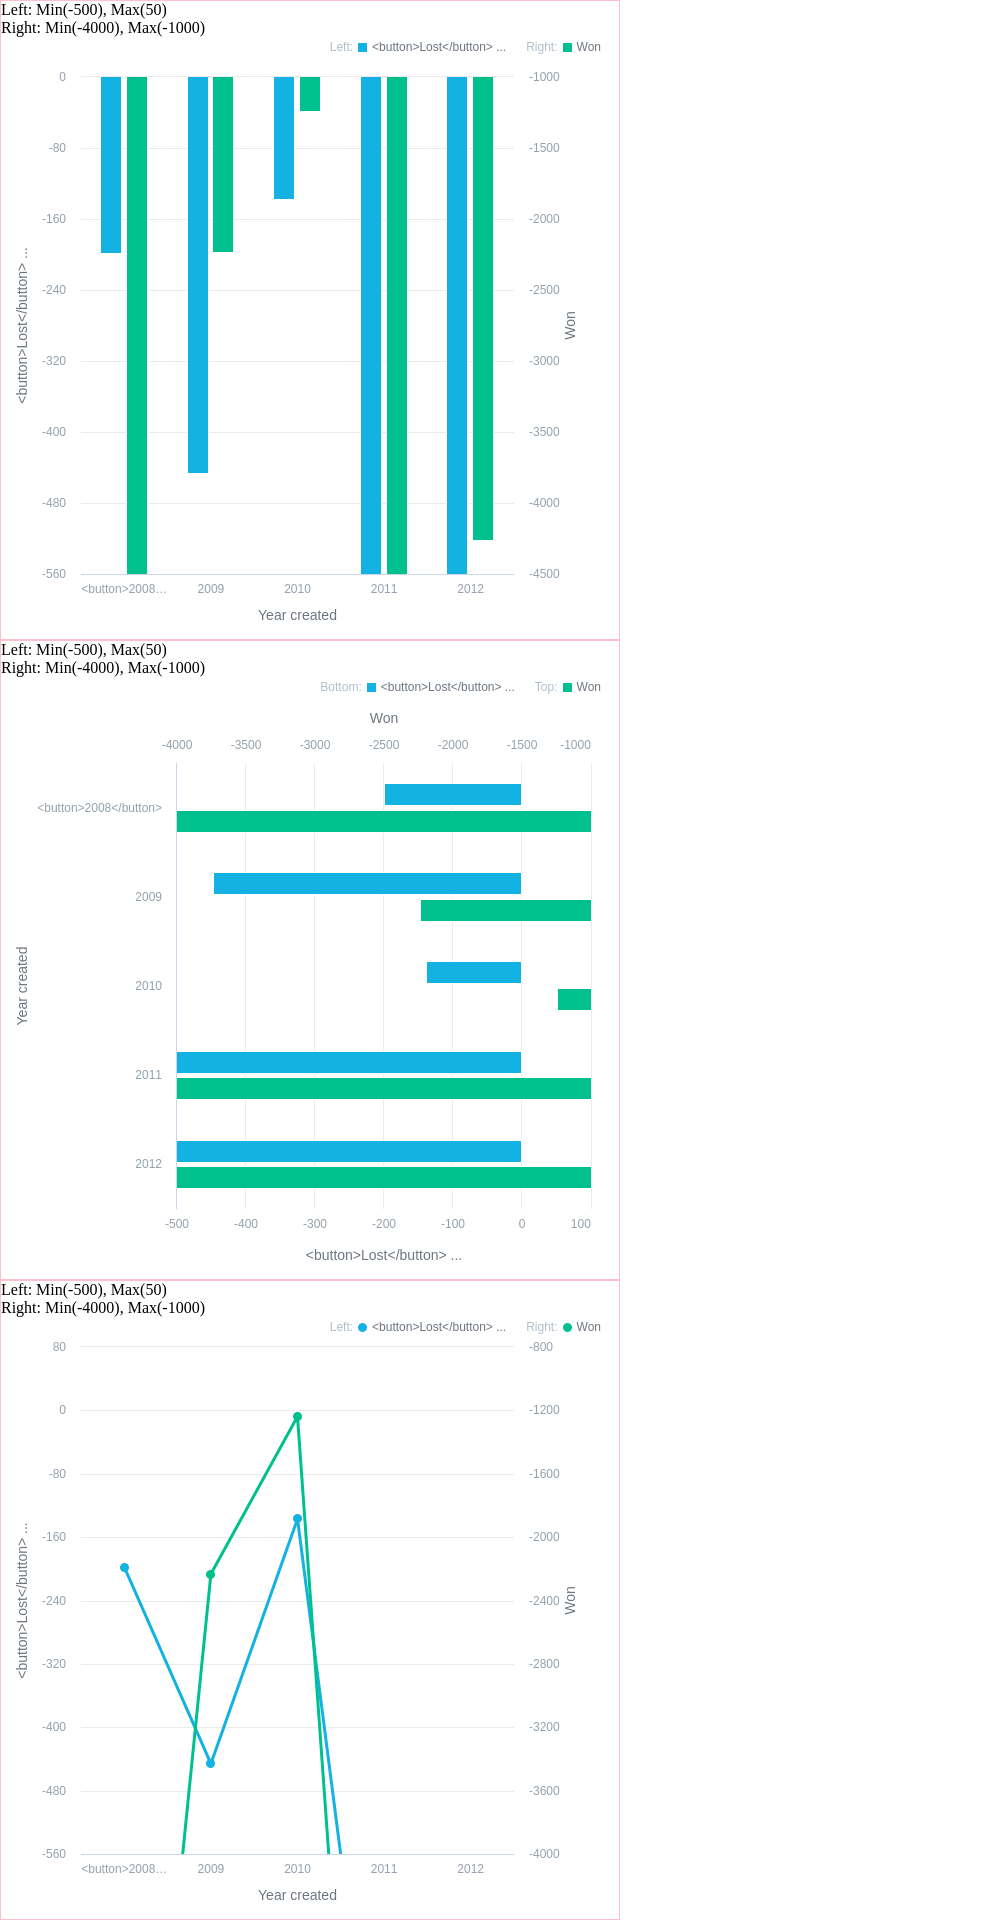 Left: Min(-500), Max(50)
Right: Min(-4000), Max(-1000)
Left: <button>Lost</button> ... Right: Won
0 -1000
-80 -1500
-160 -2000
-240 -2500
-320 -3000
-400 -3500
-480 -4000
-560 -4500
<button>Lost</button> ...
Won
<button>2008... 2009 2010 2011 2012
Year created
Left: Min(-500), Max(50)
Right: Min(-4000), Max(-1000)
Bottom: <button>Lost</button> ... Top: Won
Won
-4000 -3500 -3000 -2500 -2000 -1500 -1000
<button>2008</button>
2009
2010
2011
2012
Year created
-500 -400 -300 -200 -100 0 100
<button>Lost</button> ...
Left: Min(-500), Max(50)
Right: Min(-4000), Max(-1000)
Left: <button>Lost</button> ... Right: Won
80 -800
0 -1200
-80 -1600
-160 -2000
-240 -2400
-320 -2800
-400 -3200
-480 -3600
-560 -4000
<button>Lost</button> ...
Won
<button>2008... 2009 2010 2011 2012
Year created